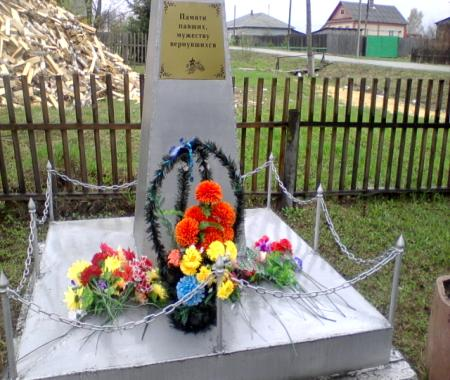 Памяти
павших, мужеству
вернувшихся